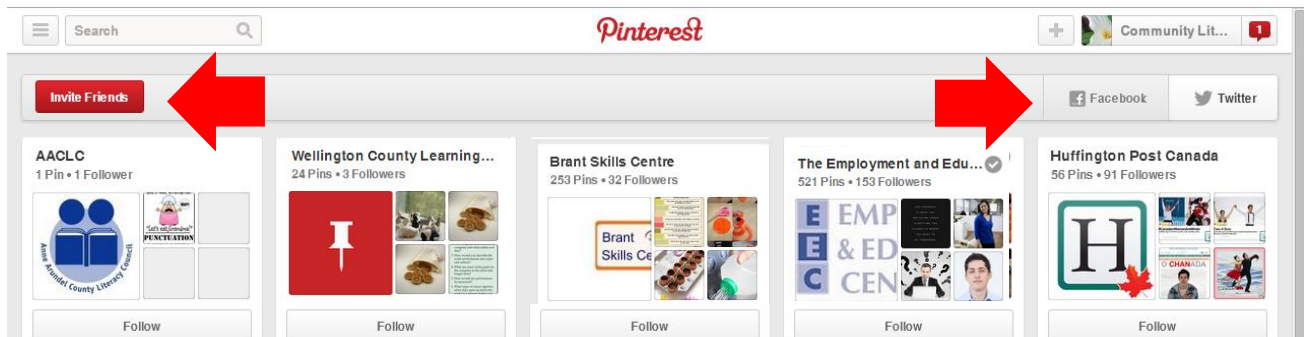 Search
Pinterest
Community Lit...
1
Invite Friends
Facebook
Twitter
AACLC
1 Pin • 1 Follower
"Let's eat Grandma!"
PUNCTUATION
Anne Arundel County Literacy Council
Follow
Wellington County Learning...
24 Pins • 3 Followers
Follow
Brant Skills Centre
253 Pins • 32 Followers
Brant
Skills Ce
Follow
The Employment and Edu...
521 Pins • 153 Followers
E EMP
E & ED
C CEN
Follow
Huffington Post Canada
56 Pins • 91 Followers
H
O CHANADA
Follow